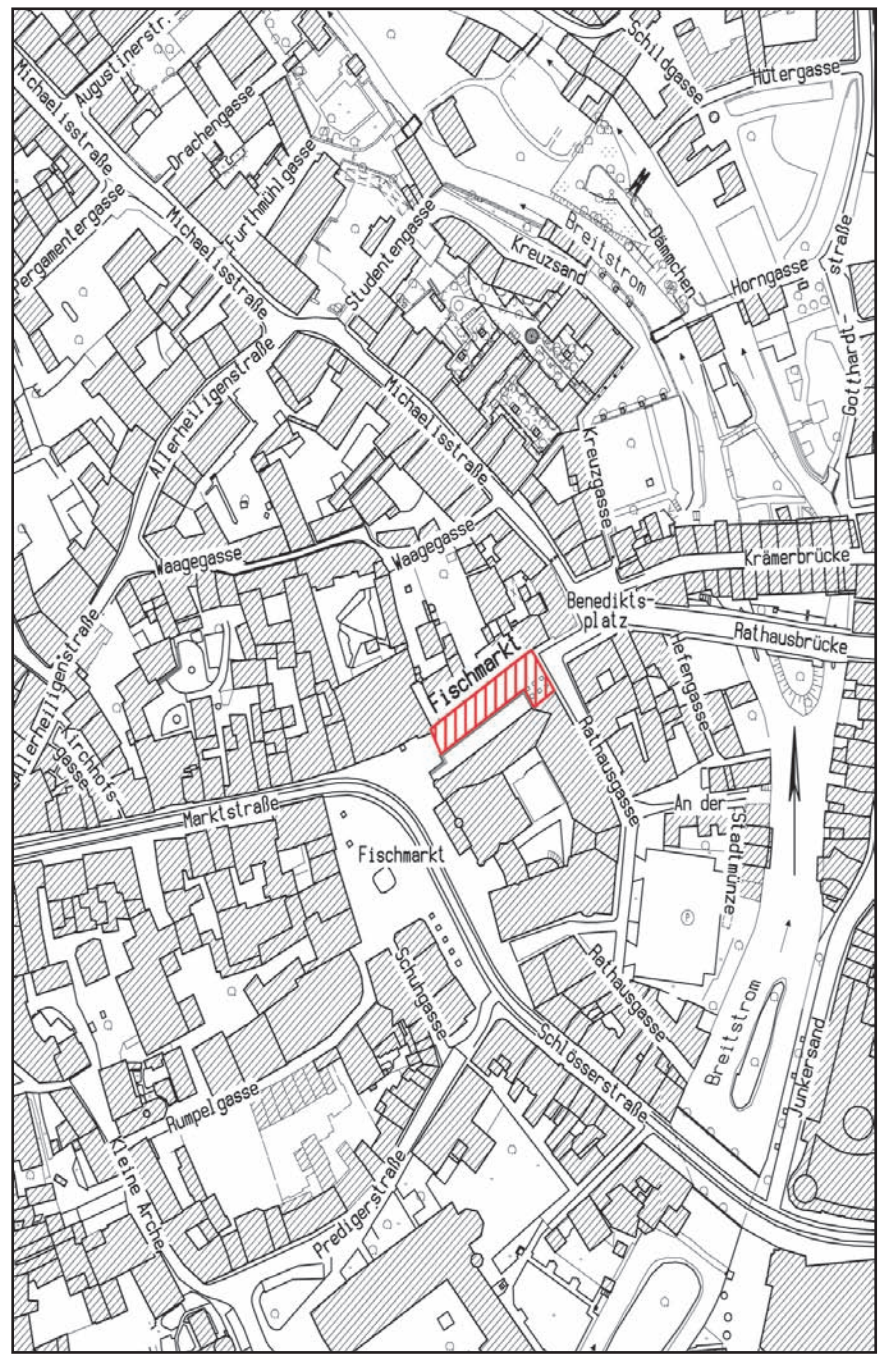 Augustinerstr.
Michaelisstraße
Drachengasse
Schildgasse
Hütergasse
Pergamentergasse
Furthmühlgasse
Michaelisstraße
Studentengasse
Kreuzsand
Breitstrom
Dämmchen
Horngasse
Gotthardt-
straße
Allerheiligenstraße
Michaelisstraße
Kreuzgasse
Waagegasse
Waagegasse
Krämerbrücke
Benedikts-
platz
Rathausbrücke
Fischmarkt
Allerheiligenstraße
Kirchhofs-
gasse
Rathausgasse
Marktstraße
An der
Stadtmünze
Fischmarkt
P
Schuhgasse
Rathausgasse
Breitstrom
Schlösserstraße
Junkersand
Rumpelgasse
Kleine Arche
Predigerstraße